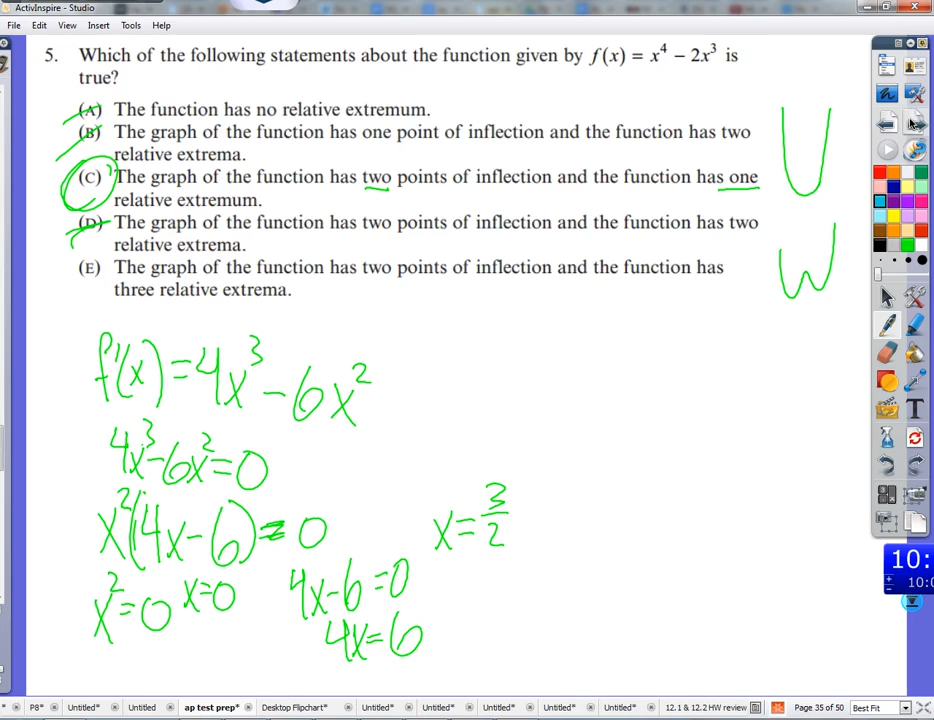 ActivInspire - Studio
File Edit View Insert Tools Help
5. Which of the following statements about the function given by f(x) = x⁴ − 2x³ is
true?
(A) The function has no relative extremum.
(B) The graph of the function has one point of inflection and the function has two
relative extrema.
(C) The graph of the function has two points of inflection and the function has one
relative extremum.
(D) The graph of the function has two points of inflection and the function has two
relative extrema.
(E) The graph of the function has two points of inflection and the function has
three relative extrema.
f'(x) = 4x³ − 6x²
4x³ − 6x² = 0
x²(4x − 6) = 0
x = 3/2
x² = 0 x = 0 4x − 6 = 0
4x = 6
10:
10:0
P8* Untitled* Untitled ap test prep* Desktop Flipchart* Untitled* Untitled* Untitled* Untitled* Untitled* 12.1 & 12.2 HW review Page 35 of 50 Best Fit